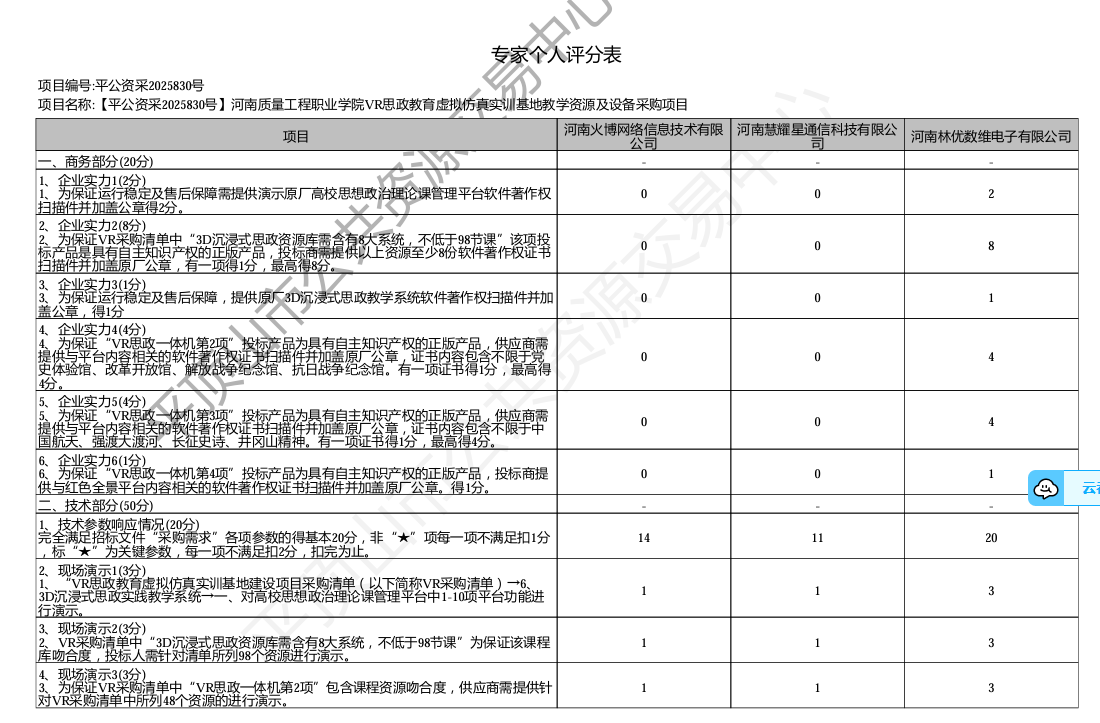 专家个人评分表
项目编号:平公资采2025830号
项目名称:【平公资采2025830号】河南质量工程职业学院VR思政教育虚拟仿真实训基地教学资源及设备采购项目
项目
河南火博网络信息技术有限
公司
河南慧耀星通信科技有限公
司
河南林优数维电子有限公司
一、商务部分(20分)
-
-
-
1、企业实力1(2分)
1、为保证运行稳定及售后保障需提供演示原厂高校思想政治理论课管理平台软件著作权
扫描件并加盖公章得2分。
0
0
2
2、企业实力2(8分)
2、为保证VR采购清单中“3D沉浸式思政资源库需含有8大系统，不低于98节课”该项投
标产品是具有自主知识产权的正版产品，投标商需提供以上资源至少8份软件著作权证书
扫描件并加盖原厂公章，有一项得1分，最高得8分。
0
0
8
3、企业实力3(1分)
3、为保证运行稳定及售后保障，提供原厂3D沉浸式思政教学系统软件著作权扫描件并加
盖公章，得1分
0
0
1
4、企业实力4(4分)
4、为保证“VR思政一体机第2项”投标产品为具有自主知识产权的正版产品，供应商需
提供与平台内容相关的软件著作权证书扫描件并加盖原厂公章，证书内容包含不限于党
史体验馆、改革开放馆、解放战争纪念馆、抗日战争纪念馆。有一项证书得1分，最高得
4分。
0
0
4
5、企业实力5(4分)
5、为保证“VR思政一体机第3项”投标产品为具有自主知识产权的正版产品，供应商需
提供与平台内容相关的软件著作权证书扫描件并加盖原厂公章，证书内容包含不限于中
国航天、强渡大渡河、长征史诗、井冈山精神。有一项证书得1分，最高得4分。
0
0
4
6、企业实力6(1分)
6、为保证“VR思政一体机第4项”投标产品为具有自主知识产权的正版产品，投标商提
供与红色全景平台内容相关的软件著作权证书扫描件并加盖原厂公章。得1分。
0
0
1
二、技术部分(50分)
-
-
-
1、技术参数响应情况(20分)
完全满足招标文件“采购需求”各项参数的得基本20分，非“★”项每一项不满足扣1分
，标“★”为关键参数，每一项不满足扣2分，扣完为止。
14
11
20
2、现场演示1(3分)
1、“VR思政教育虚拟仿真实训基地建设项目采购清单（以下简称VR采购清单）→6、
3D沉浸式思政实践教学系统→一、对高校思想政治理论课管理平台中1-10项平台功能进
行演示。
1
1
3
3、现场演示2(3分)
2、VR采购清单中“3D沉浸式思政资源库需含有8大系统，不低于98节课”为保证该课程
库吻合度，投标人需针对清单所列98个资源进行演示。
1
1
3
4、现场演示3(3分)
3、为保证VR采购清单中“VR思政一体机第2项”包含课程资源吻合度，供应商需提供针
对VR采购清单中所列48个资源的进行演示。
1
1
3
平顶山市公共资源交易中心
平顶山市公共资源交易中心